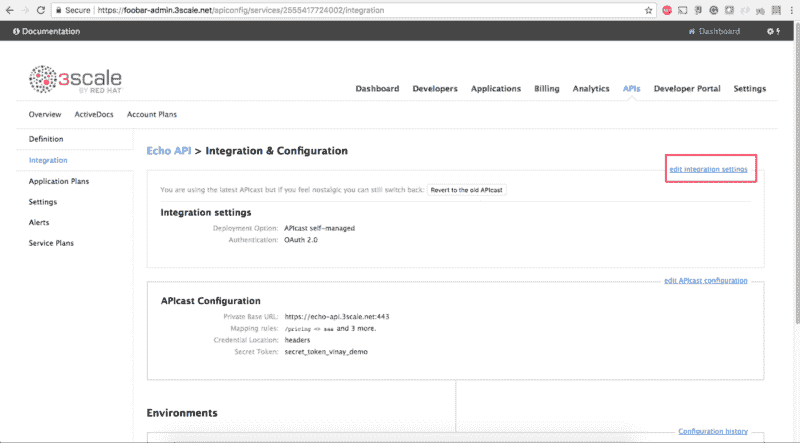 Secure | https://foobar-admin.3scale.net/apiconfig/services/2555417724002/integration
Documentation
Dashboard
3scale
BY RED HAT
Dashboard Developers Applications Billing Analytics APIs Developer Portal Settings
Overview ActiveDocs Account Plans
Definition
Integration
Application Plans
Settings
Alerts
Service Plans
Echo API > Integration & Configuration
edit integration settings
You are using the latest APIcast but if you feel nostalgic you can still switch back: Revert to the old APIcast
Integration settings
Deployment Option: APIcast self-managed
Authentication: OAuth 2.0
edit APIcast configuration
APIcast Configuration
Private Base URL: https://echo-api.3scale.net:443
Mapping rules: /pricing => aaa and 3 more.
Credential Location: headers
Secret Token: secret_token_vinay_demo
Environments
Configuration history